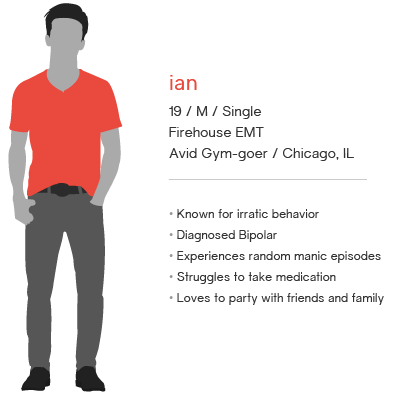 ian
19 / M / Single
Firehouse EMT
Avid Gym-goer / Chicago, IL
• Known for irratic behavior
• Diagnosed Bipolar
• Experiences random manic episodes
• Struggles to take medication
• Loves to party with friends and family